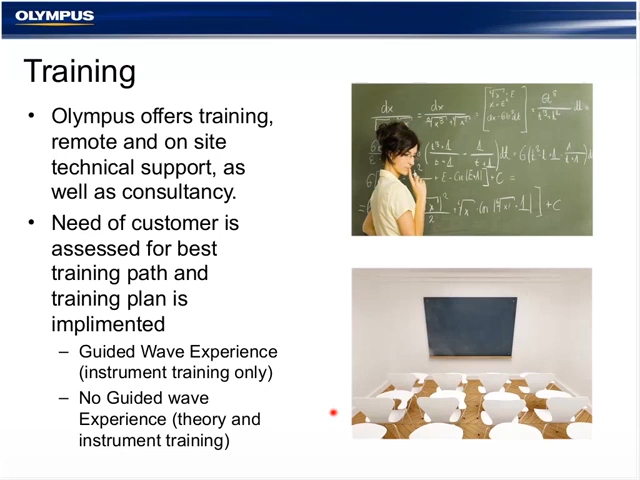 OLYMPUS
Training
• Olympus offers training,
remote and on site
technical support, as
well as consultancy.
• Need of customer is
assessed for best
training path and
training plan is
implimented
– Guided Wave Experience
(instrument training only)
– No Guided wave
Experience (theory and
instrument training)